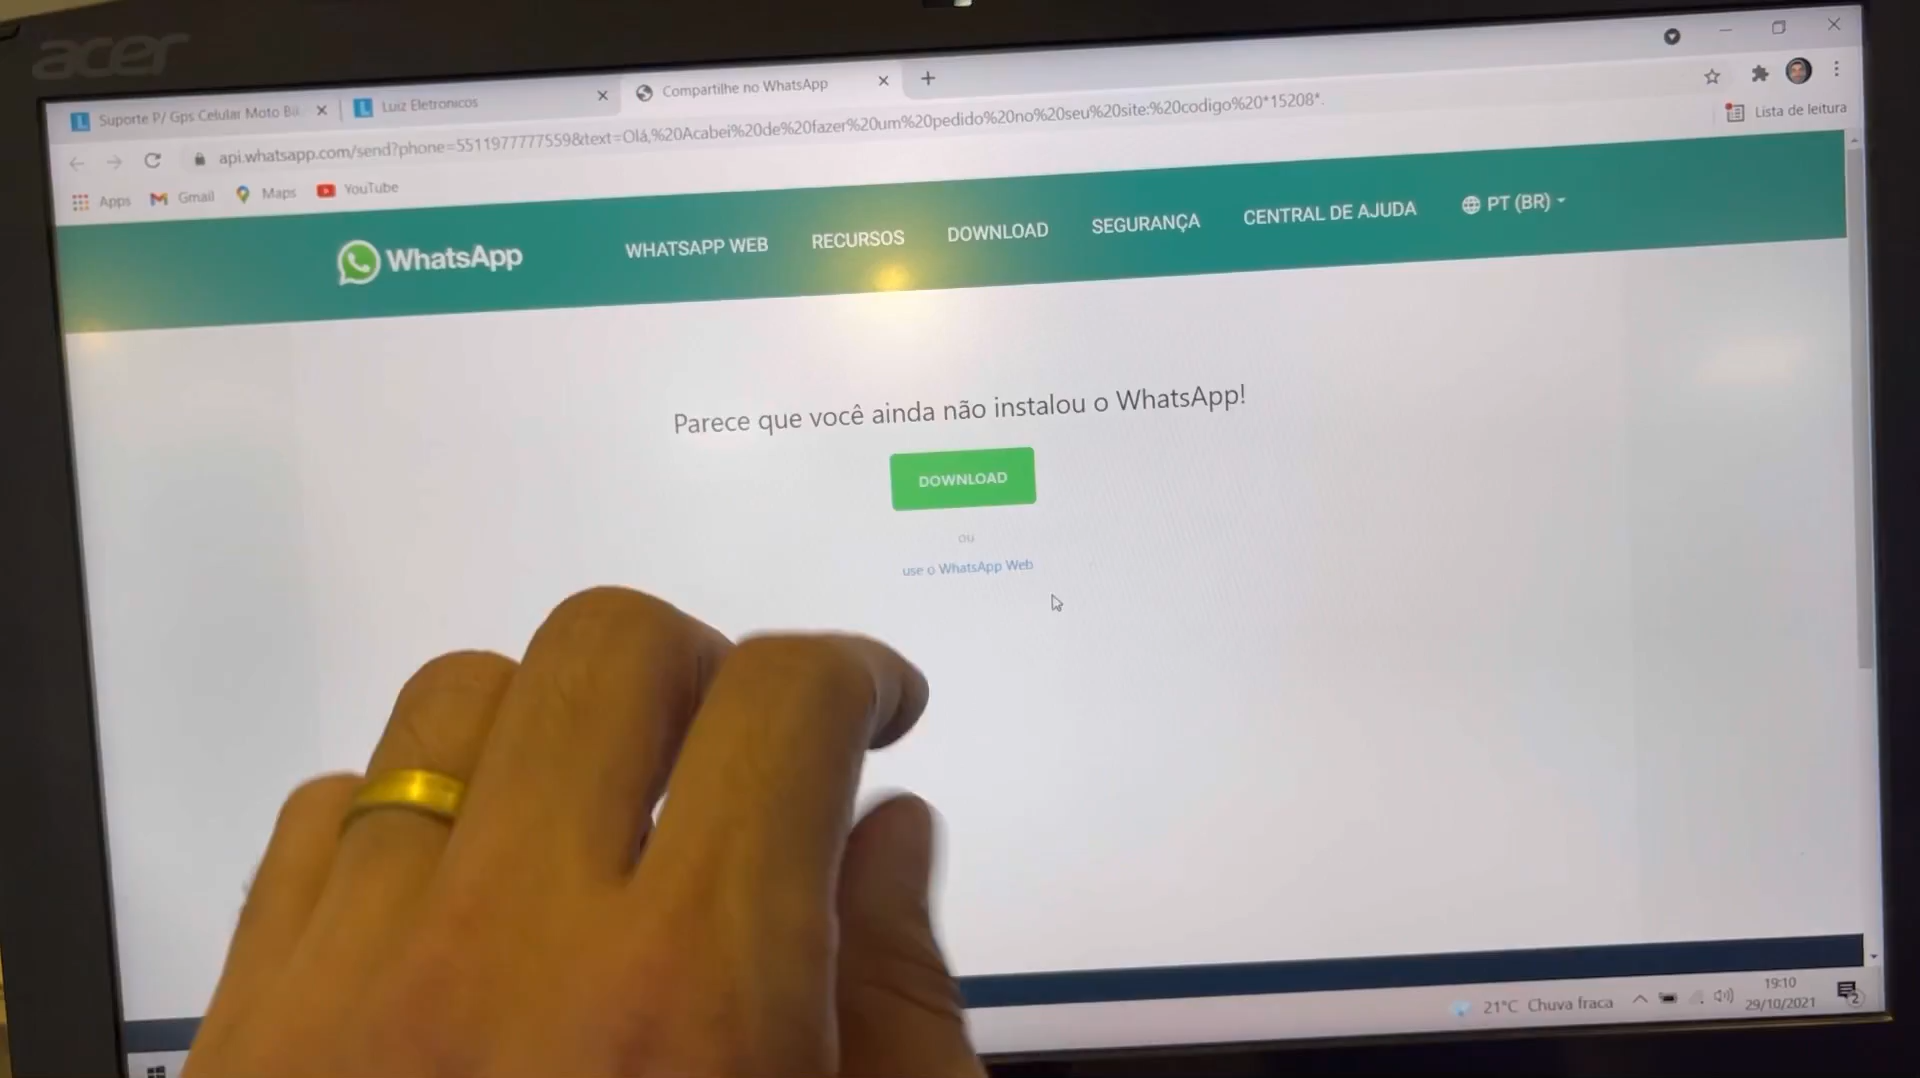 acer
Suporte P/ Gps Celular Moto Bik
Luiz Eletronicos
Compartilhe no WhatsApp
api.whatsapp.com/send?phone=5511977777559&text=Olá,%20Acabei%20de%20fazer%20um%20pedido%20no%20seu%20site:%20codigo%20*15208*.
Lista de leitura
Apps
Gmail
Maps
YouTube
WhatsApp
WHATSAPP WEB
RECURSOS
DOWNLOAD
SEGURANÇA
CENTRAL DE AJUDA
PT (BR)
Parece que você ainda não instalou o WhatsApp!
DOWNLOAD
ou
use o WhatsApp Web
21°C Chuva fraca
19:10
29/10/2021
2